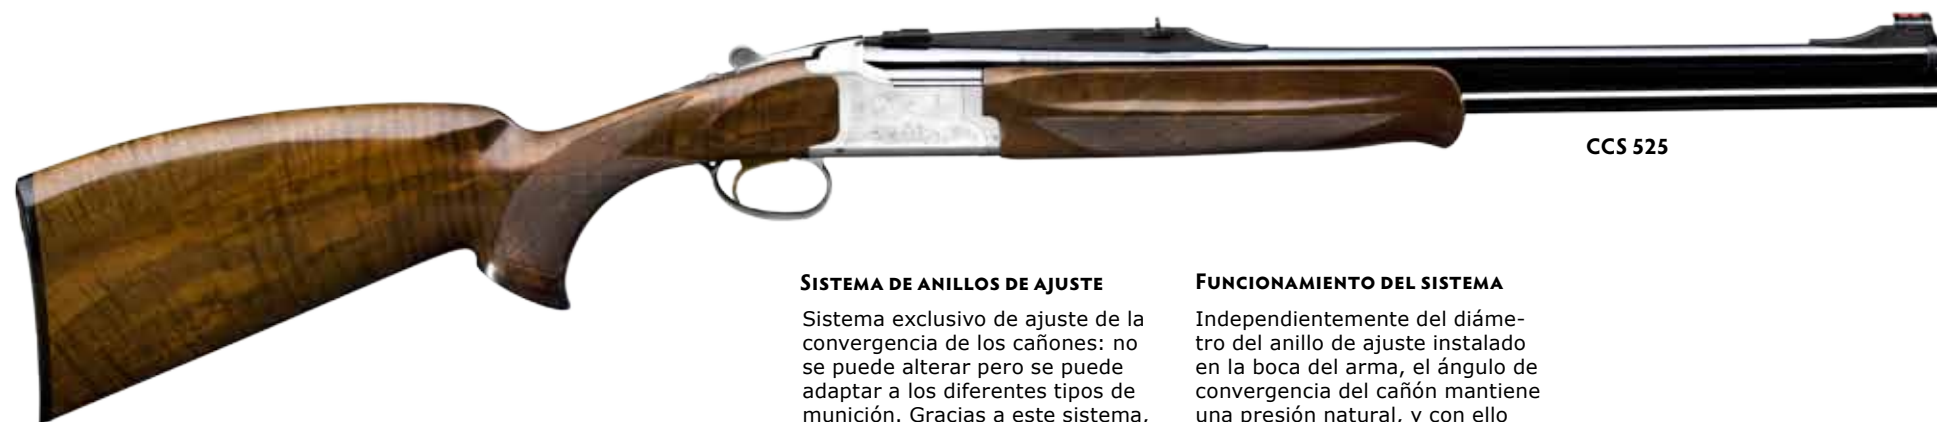 CCS 525
Sistema de anillos de ajuste
Sistema exclusivo de ajuste de la
convergencia de los cañones: no
se puede alterar pero se puede
adaptar a los diferentes tipos de
munición. Gracias a este sistema,
Funcionamiento del sistema
Independientemente del diáme-
tro del anillo de ajuste instalado
en la boca del arma, el ángulo de
convergencia del cañón mantiene
una presión natural, y con ello